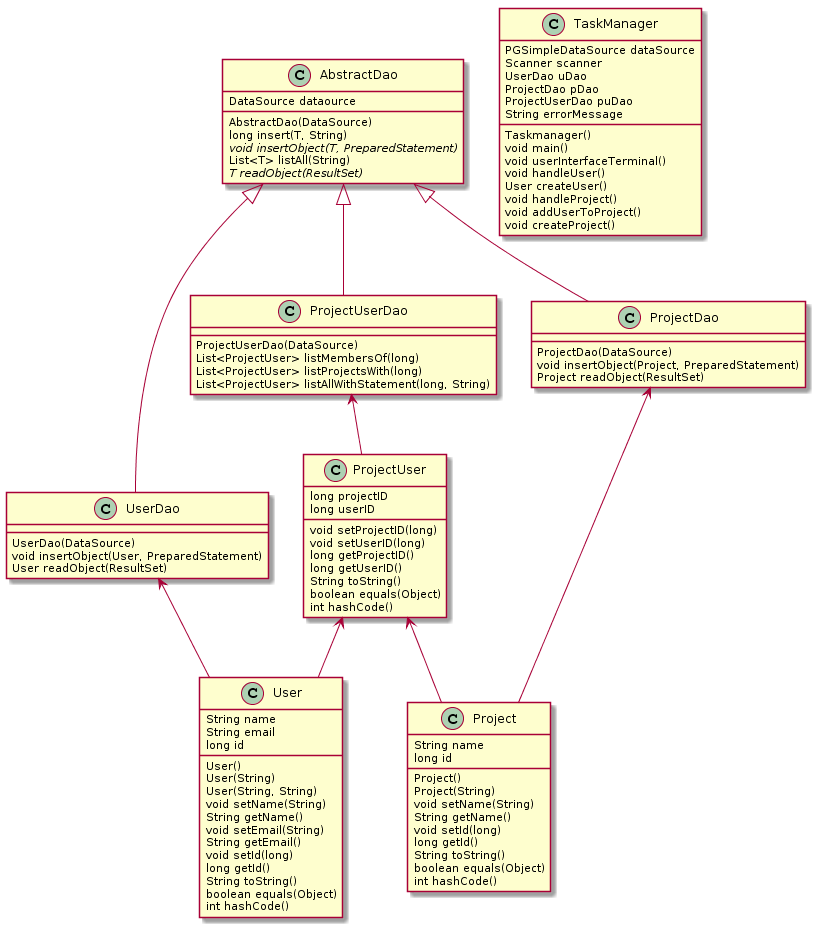 C TaskManager
PGSimpleDataSource dataSource
Scanner scanner
UserDao uDao
ProjectDao pDao
ProjectUserDao puDao
String errorMessage
Taskmanager()
void main()
void userInterfaceTerminal()
void handleUser()
User createUser()
void handleProject()
void addUserToProject()
void createProject()
C AbstractDao
DataSource dataource
AbstractDao(DataSource)
long insert(T, String)
void insertObject(T, PreparedStatement)
List<T> listAll(String)
T readObject(ResultSet)
C ProjectUserDao
ProjectUserDao(DataSource)
List<ProjectUser> listMembersOf(long)
List<ProjectUser> listProjectsWith(long)
List<ProjectUser> listAllWithStatement(long, String)
C ProjectDao
ProjectDao(DataSource)
void insertObject(Project, PreparedStatement)
Project readObject(ResultSet)
C UserDao
UserDao(DataSource)
void insertObject(User, PreparedStatement)
User readObject(ResultSet)
C ProjectUser
long projectID
long userID
void setProjectID(long)
void setUserID(long)
long getProjectID()
long getUserID()
String toString()
boolean equals(Object)
int hashCode()
C User
String name
String email
long id
User()
User(String)
User(String, String)
void setName(String)
String getName()
void setEmail(String)
String getEmail()
void setId(long)
long getId()
String toString()
boolean equals(Object)
int hashCode()
C Project
String name
long id
Project()
Project(String)
void setName(String)
String getName()
void setId(long)
long getId()
String toString()
boolean equals(Object)
int hashCode()